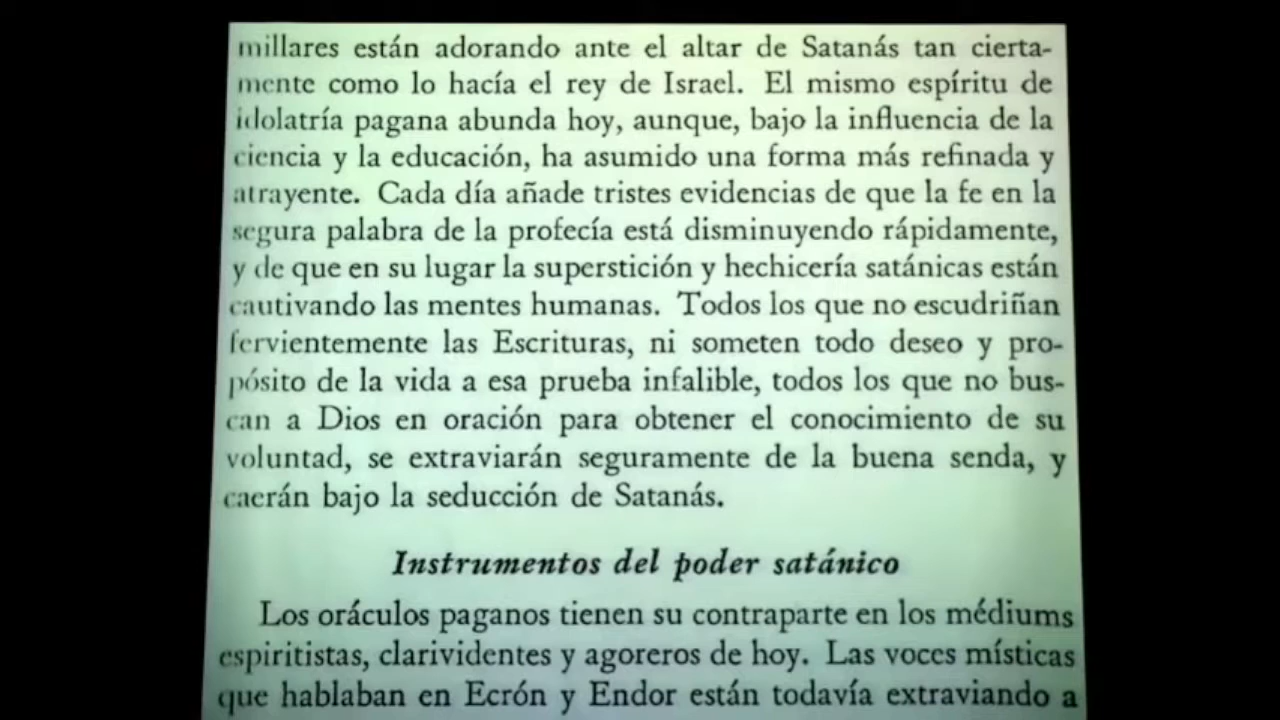 millares están adorando ante el altar de Satanás tan cierta-
mente como lo hacía el rey de Israel. El mismo espíritu de
idolatría pagana abunda hoy, aunque, bajo la influencia de la
ciencia y la educación, ha asumido una forma más refinada y
atrayente. Cada día añade tristes evidencias de que la fe en la
segura palabra de la profecía está disminuyendo rápidamente,
y de que en su lugar la superstición y hechicería satánicas están
cautivando las mentes humanas. Todos los que no escudriñan
fervientemente las Escrituras, ni someten todo deseo y pro-
pósito de la vida a esa prueba infalible, todos los que no bus-
can a Dios en oración para obtener el conocimiento de su
voluntad, se extraviarán seguramente de la buena senda, y
caerán bajo la seducción de Satanás.
Instrumentos del poder satánico
Los oráculos paganos tienen su contraparte en los médiums
espiritistas, clarividentes y agoreros de hoy. Las voces místicas
que hablaban en Ecrón y Endor están todavía extraviando a